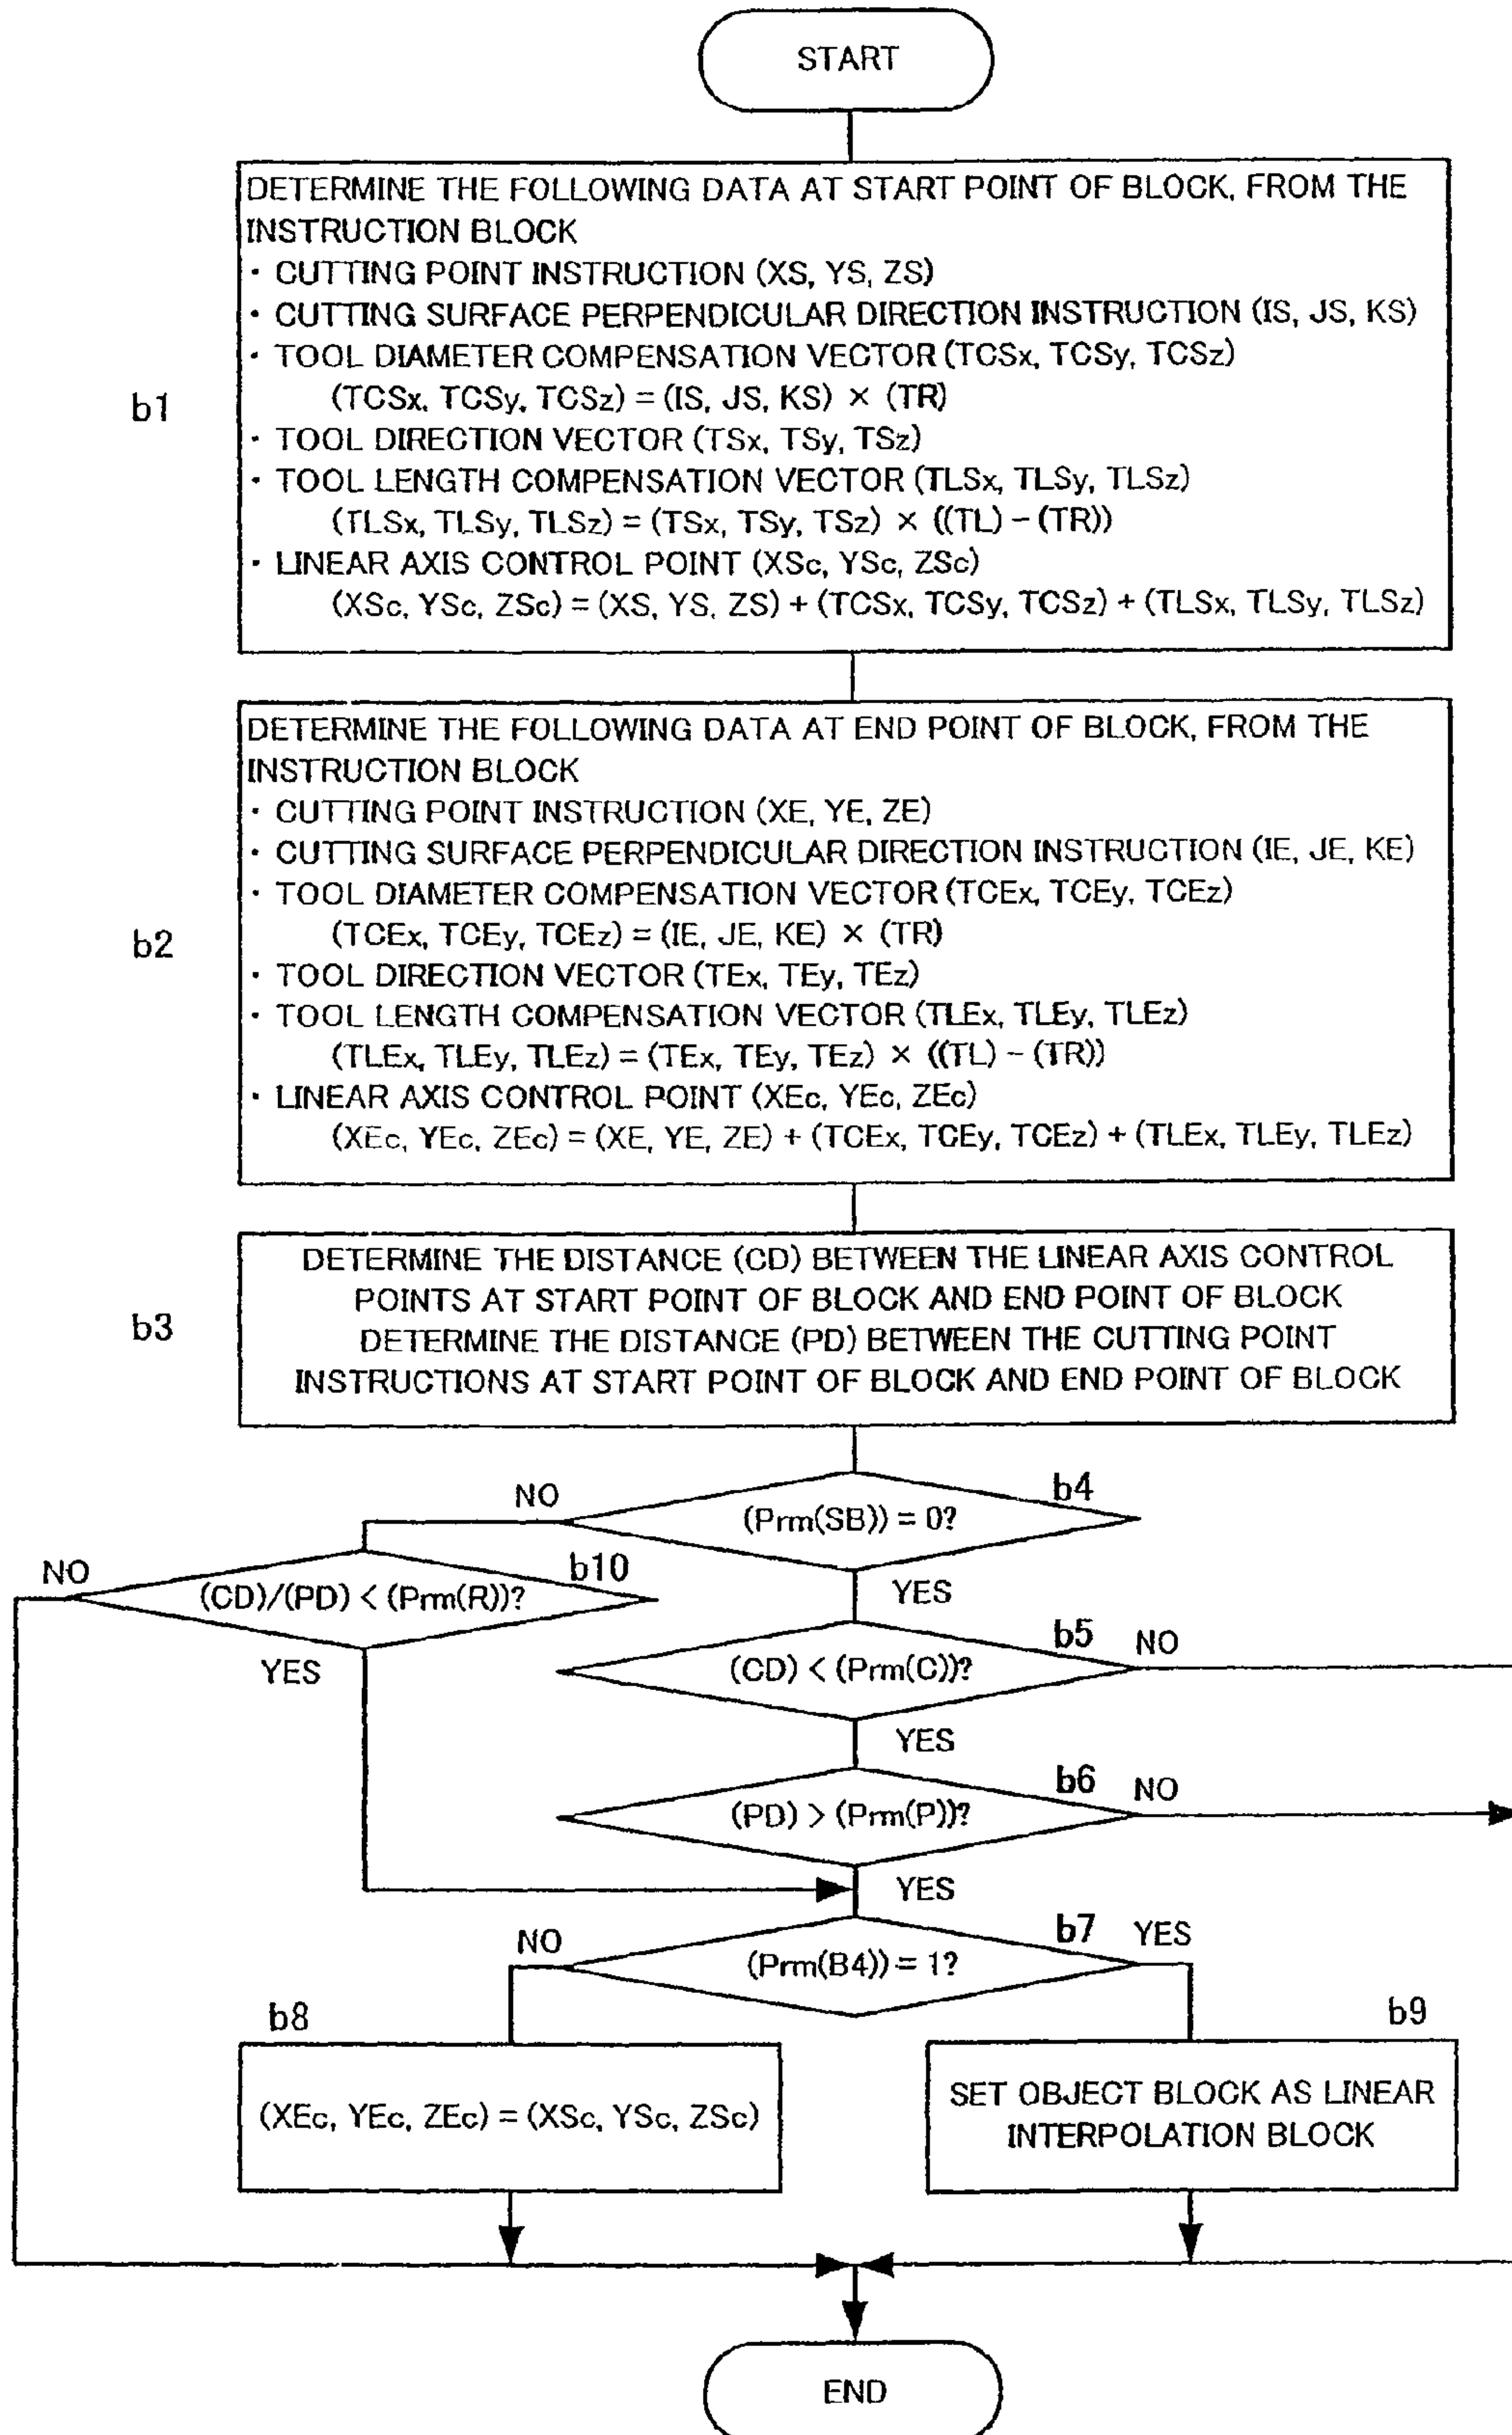 START
DETERMINE THE FOLLOWING DATA AT START POINT OF BLOCK, FROM THE
INSTRUCTION BLOCK
・ CUTTING POINT INSTRUCTION (XS, YS, ZS)
・ CUTTING SURFACE PERPENDICULAR DIRECTION INSTRUCTION (IS, JS, KS)
・ TOOL DIAMETER COMPENSATION VECTOR (TCSx, TCSy, TCSz)
(TCSx, TCSy, TCSz) = (IS, JS, KS) × (TR)
・ TOOL DIRECTION VECTOR (TSx, TSy, TSz)
・ TOOL LENGTH COMPENSATION VECTOR (TLSx, TLSy, TLSz)
(TLSx, TLSy, TLSz) = (TSx, TSy, TSz) × ((TL) − (TR))
・ LINEAR AXIS CONTROL POINT (XSc, YSc, ZSc)
(XSc, YSc, ZSc) = (XS, YS, ZS) + (TCSx, TCSy, TCSz) + (TLSx, TLSy, TLSz)
b1
DETERMINE THE FOLLOWING DATA AT END POINT OF BLOCK, FROM THE
INSTRUCTION BLOCK
・ CUTTING POINT INSTRUCTION (XE, YE, ZE)
・ CUTTING SURFACE PERPENDICULAR DIRECTION INSTRUCTION (IE, JE, KE)
・ TOOL DIAMETER COMPENSATION VECTOR (TCEx, TCEy, TCEz)
(TCEx, TCEy, TCEz) = (IE, JE, KE) × (TR)
・ TOOL DIRECTION VECTOR (TEx, TEy, TEz)
・ TOOL LENGTH COMPENSATION VECTOR (TLEx, TLEy, TLEz)
(TLEx, TLEy, TLEz) = (TEx, TEy, TEz) × ((TL) − (TR))
・ LINEAR AXIS CONTROL POINT (XEc, YEc, ZEc)
(XEc, YEc, ZEc) = (XE, YE, ZE) + (TCEx, TCEy, TCEz) + (TLEx, TLEy, TLEz)
b2
DETERMINE THE DISTANCE (CD) BETWEEN THE LINEAR AXIS CONTROL
POINTS AT START POINT OF BLOCK AND END POINT OF BLOCK
DETERMINE THE DISTANCE (PD) BETWEEN THE CUTTING POINT
INSTRUCTIONS AT START POINT OF BLOCK AND END POINT OF BLOCK
b3
NO
b4
(Prm(SB)) = 0?
YES
NO
b10
(CD)/(PD) < (Prm(R))?
YES
b5
NO
(CD) < (Prm(C))?
YES
b6
NO
(PD) > (Prm(P))?
YES
NO
b7
YES
(Prm(B4)) = 1?
b8
(XEc, YEc, ZEc) = (XSc, YSc, ZSc)
b9
SET OBJECT BLOCK AS LINEAR
INTERPOLATION BLOCK
END